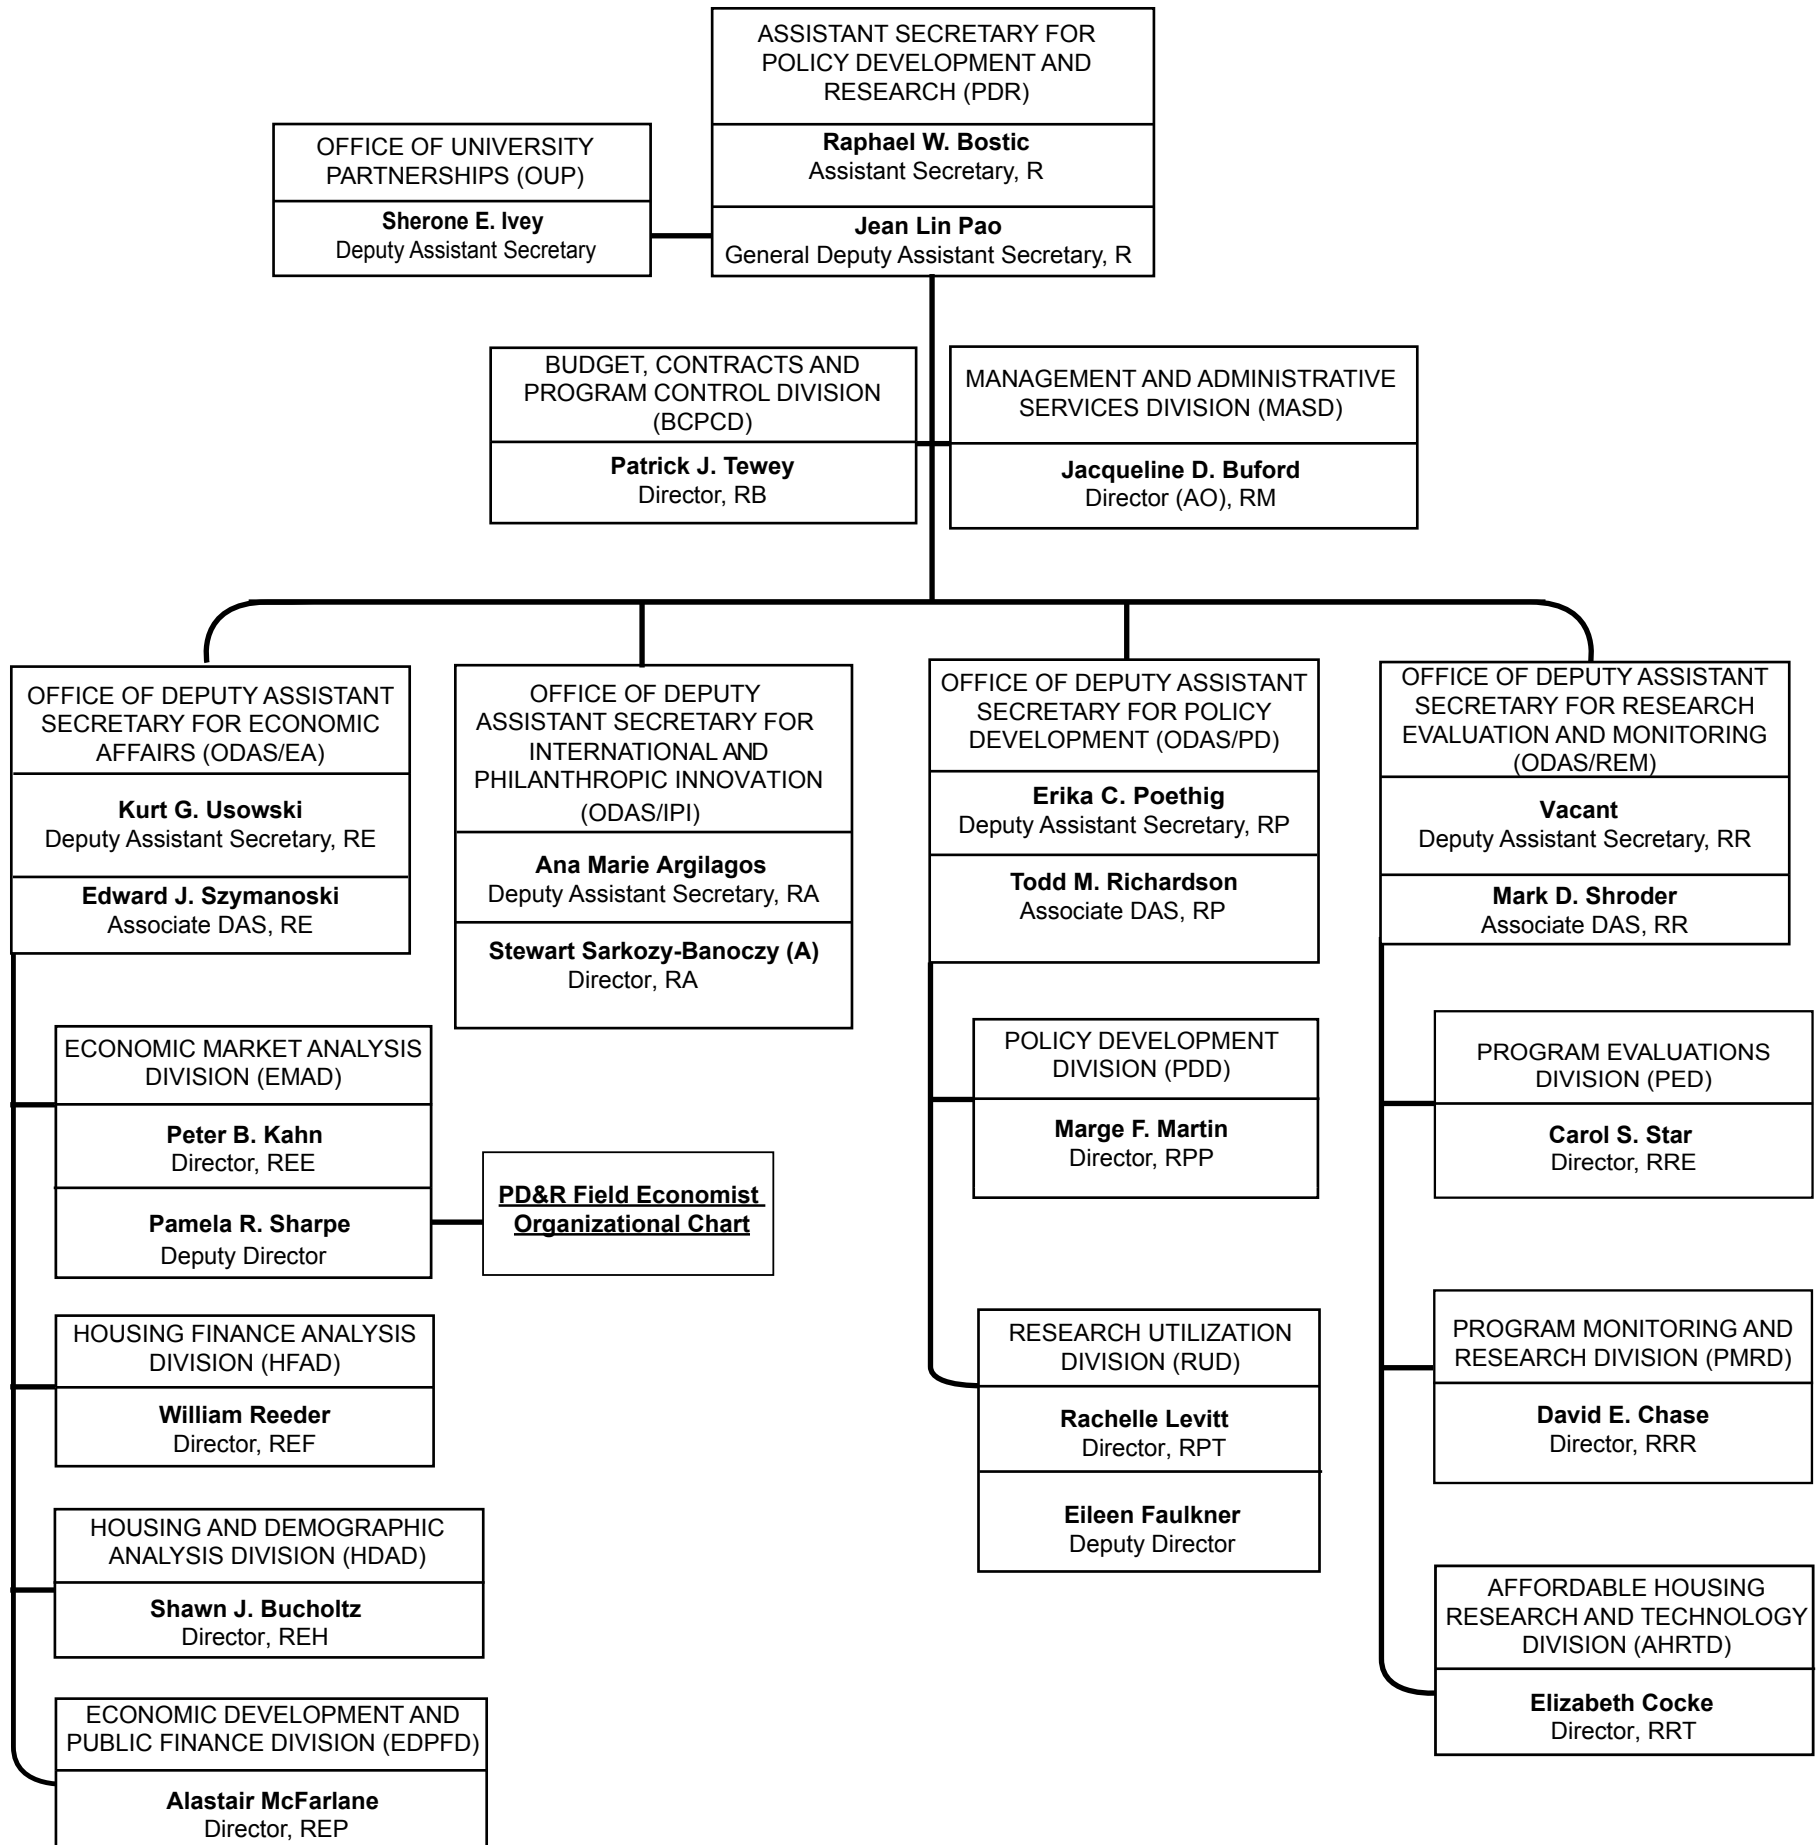 ASSISTANT SECRETARY FOR
POLICY DEVELOPMENT AND
RESEARCH (PDR)
Raphael W. Bostic
Assistant Secretary, R
Jean Lin Pao
General Deputy Assistant Secretary, R
OFFICE OF UNIVERSITY
PARTNERSHIPS (OUP)
Sherone E. Ivey
Deputy Assistant Secretary
BUDGET, CONTRACTS AND
PROGRAM CONTROL DIVISION
(BCPCD)
Patrick J. Tewey
Director, RB
MANAGEMENT AND ADMINISTRATIVE
SERVICES DIVISION (MASD)
Jacqueline D. Buford
Director (AO), RM
OFFICE OF DEPUTY ASSISTANT
SECRETARY FOR ECONOMIC
AFFAIRS (ODAS/EA)
Kurt G. Usowski
Deputy Assistant Secretary, RE
Edward J. Szymanoski
Associate DAS, RE
ECONOMIC MARKET ANALYSIS
DIVISION (EMAD)
Peter B. Kahn
Director, REE
Pamela R. Sharpe
Deputy Director
PD&R Field Economist
Organizational Chart
HOUSING FINANCE ANALYSIS
DIVISION (HFAD)
William Reeder
Director, REF
HOUSING AND DEMOGRAPHIC
ANALYSIS DIVISION (HDAD)
Shawn J. Bucholtz
Director, REH
ECONOMIC DEVELOPMENT AND
PUBLIC FINANCE DIVISION (EDPFD)
Alastair McFarlane
Director, REP
OFFICE OF DEPUTY
ASSISTANT SECRETARY FOR
INTERNATIONAL AND
PHILANTHROPIC INNOVATION
(ODAS/IPI)
Ana Marie Argilagos
Deputy Assistant Secretary, RA
Stewart Sarkozy-Banoczy (A)
Director, RA
OFFICE OF DEPUTY ASSISTANT
SECRETARY FOR POLICY
DEVELOPMENT (ODAS/PD)
Erika C. Poethig
Deputy Assistant Secretary, RP
Todd M. Richardson
Associate DAS, RP
POLICY DEVELOPMENT
DIVISION (PDD)
Marge F. Martin
Director, RPP
RESEARCH UTILIZATION
DIVISION (RUD)
Rachelle Levitt
Director, RPT
Eileen Faulkner
Deputy Director
OFFICE OF DEPUTY ASSISTANT
SECRETARY FOR RESEARCH
EVALUATION AND MONITORING
(ODAS/REM)
Vacant
Deputy Assistant Secretary, RR
Mark D. Shroder
Associate DAS, RR
PROGRAM EVALUATIONS
DIVISION (PED)
Carol S. Star
Director, RRE
PROGRAM MONITORING AND
RESEARCH DIVISION (PMRD)
David E. Chase
Director, RRR
AFFORDABLE HOUSING
RESEARCH AND TECHNOLOGY
DIVISION (AHRTD)
Elizabeth Cocke
Director, RRT